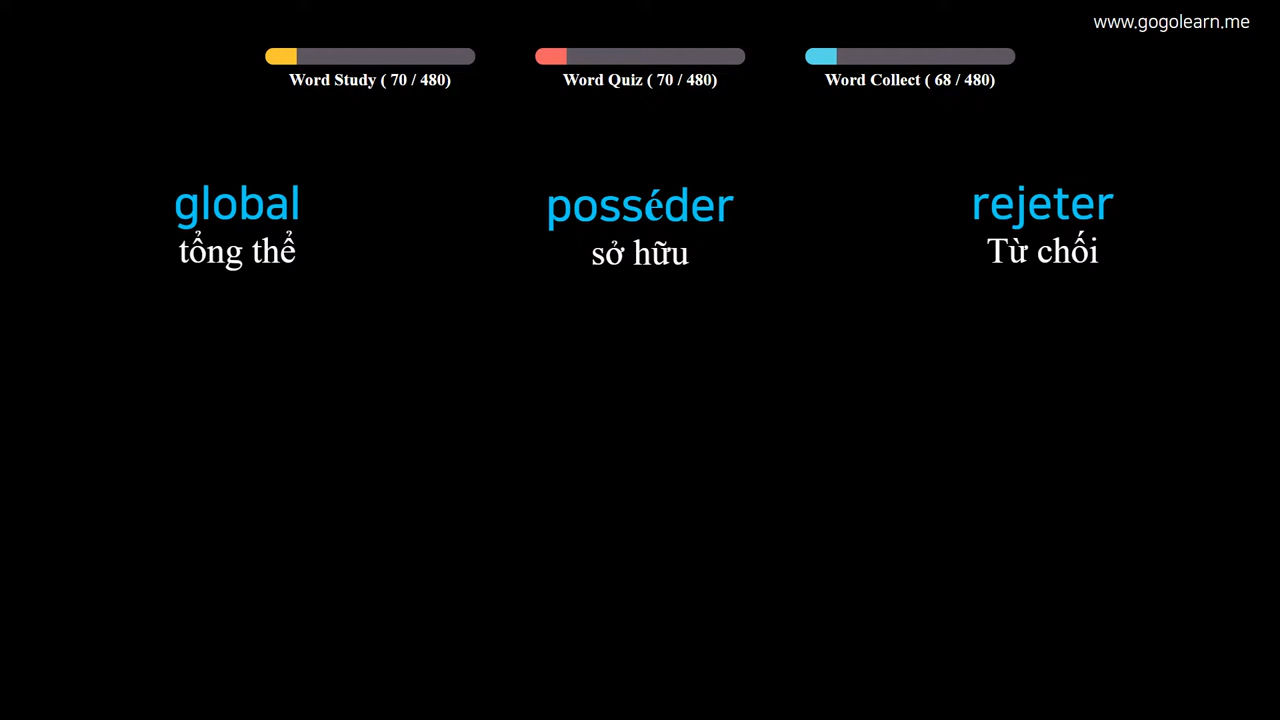 www.gogolearn.me
Word Study ( 70 / 480)
Word Quiz ( 70 / 480)
Word Collect ( 68 / 480)
global
tổng thể
posséder
sở hữu
rejeter
Từ chối